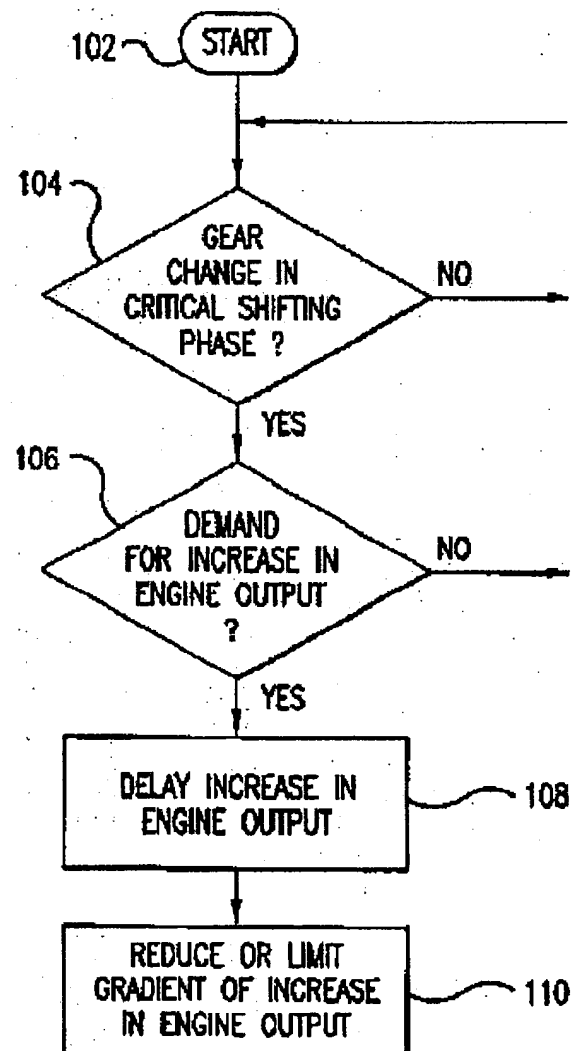 102
START
104
GEAR
CHANGE IN
CRITICAL SHIFTING
PHASE ?
NO
YES
106
DEMAND
FOR INCREASE IN
ENGINE OUTPUT
?
NO
YES
DELAY INCREASE IN
ENGINE OUTPUT
108
REDUCE OR LIMIT
GRADIENT OF INCREASE
IN ENGINE OUTPUT
110